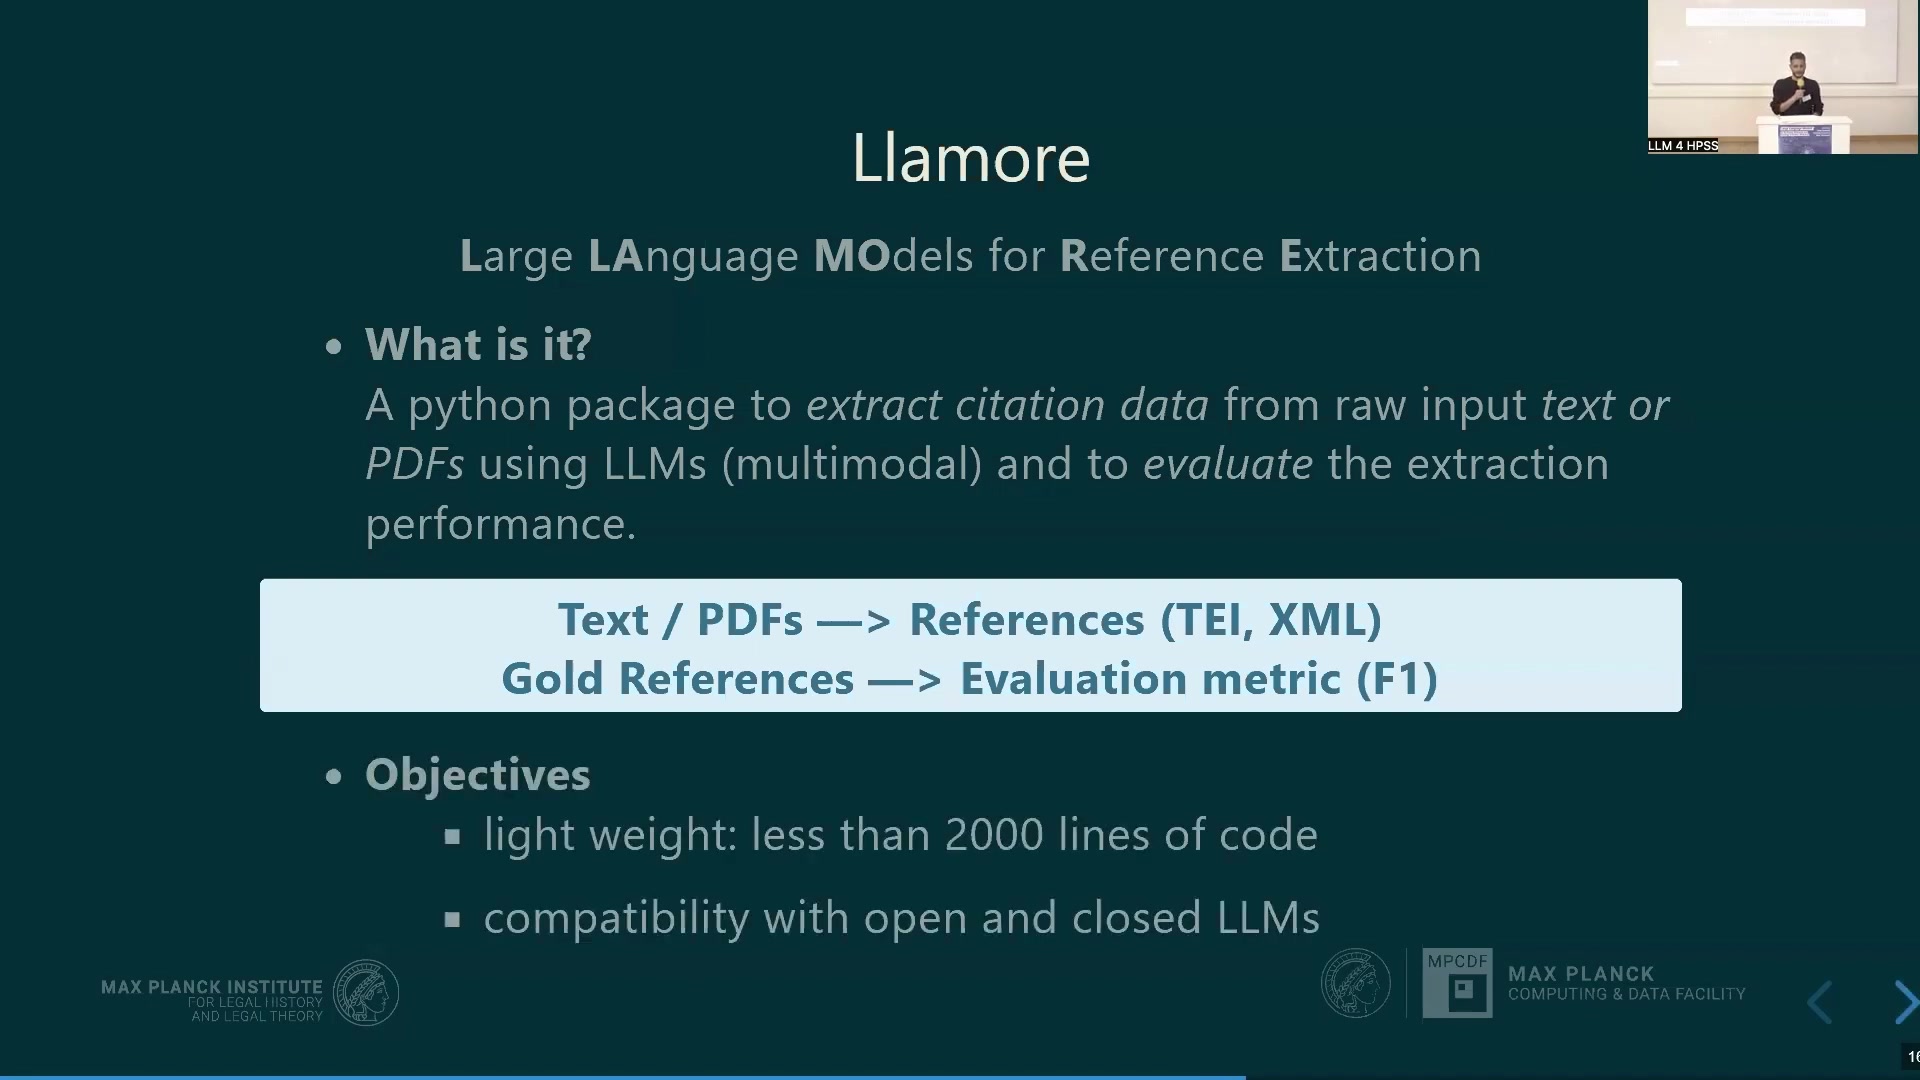 Llamore
Large LAnguage MOdels for Reference Extraction
What is it?
A python package to extract citation data from raw input text or
PDFs using LLMs (multimodal) and to evaluate the extraction
performance.
Text / PDFs —> References (TEI, XML)
Gold References —> Evaluation metric (F1)
Objectives
light weight: less than 2000 lines of code
compatibility with open and closed LLMs
MAX PLANCK INSTITUTE
FOR LEGAL HISTORY
AND LEGAL THEORY
MPCDF
MAX PLANCK
COMPUTING & DATA FACILITY
LLM 4 HPSS